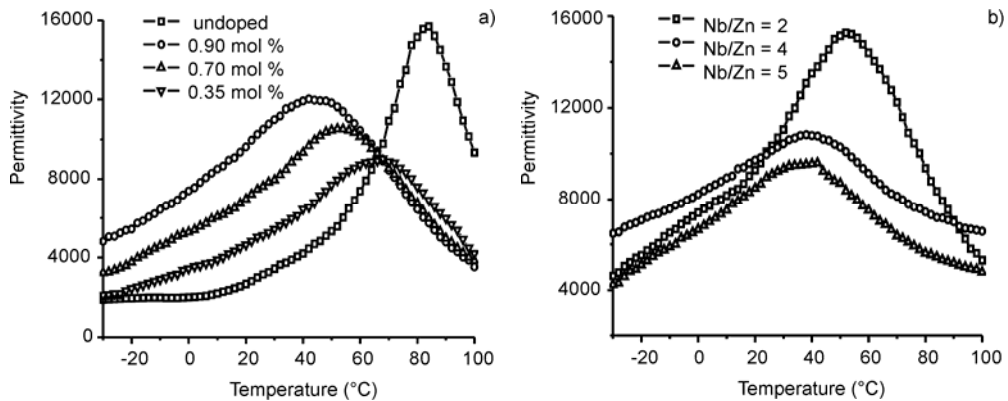 a)
undoped
0.90 mol %
0.70 mol %
0.35 mol %
16000
12000
8000
4000
0
Permittivity
-20 0 20 40 60 80 100
Temperature (°C)
b)
Nb/Zn = 2
Nb/Zn = 4
Nb/Zn = 5
16000
12000
8000
4000
Permittivity
-20 0 20 40 60 80 100
Temperature (°C)